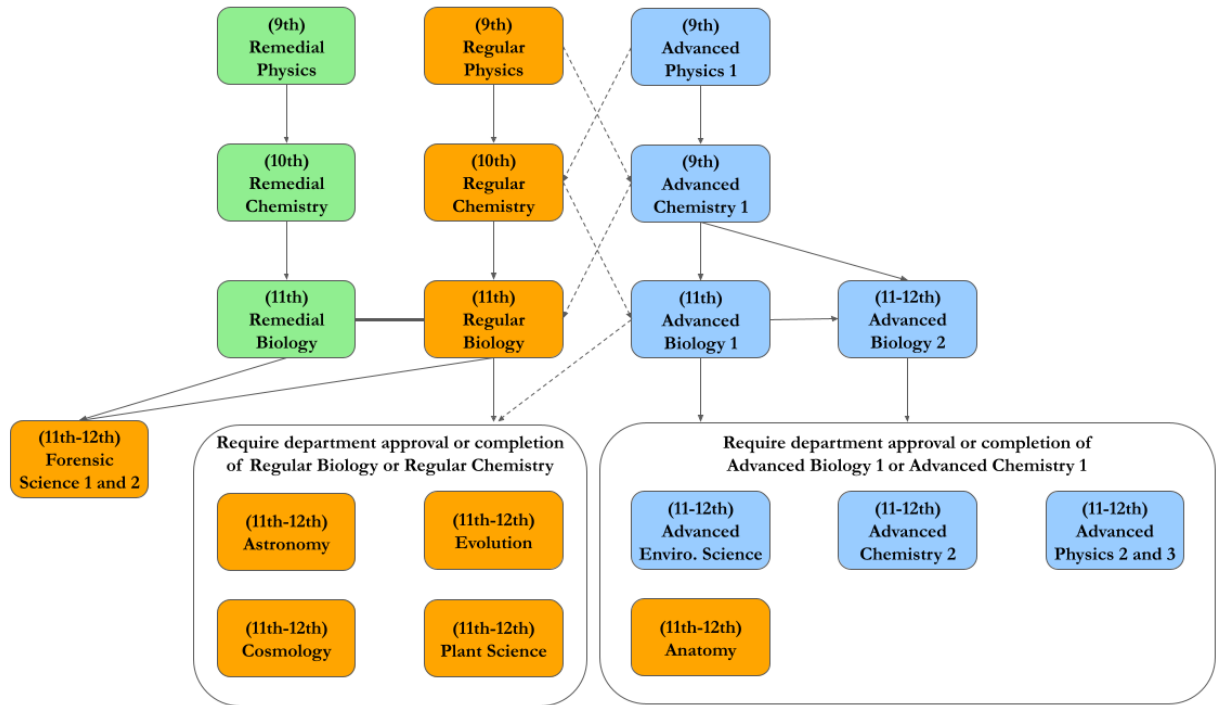 (9th)
Remedial
Physics
(9th)
Regular
Physics
(9th)
Advanced
Physics 1
(10th)
Remedial
Chemistry
(10th)
Regular
Chemistry
(9th)
Advanced
Chemistry 1
(11th)
Remedial
Biology
(11th)
Regular
Biology
(11th)
Advanced
Biology 1
(11-12th)
Advanced
Biology 2
(11th-12th)
Forensic
Science 1 and 2
Require department approval or completion
of Regular Biology or Regular Chemistry
(11th-12th)
Astronomy
(11th-12th)
Evolution
(11th-12th)
Cosmology
(11th-12th)
Plant Science
Require department approval or completion of
Advanced Biology 1 or Advanced Chemistry 1
(11-12th)
Advanced
Enviro. Science
(11-12th)
Advanced
Chemistry 2
(11-12th)
Advanced
Physics 2 and 3
(11th-12th)
Anatomy